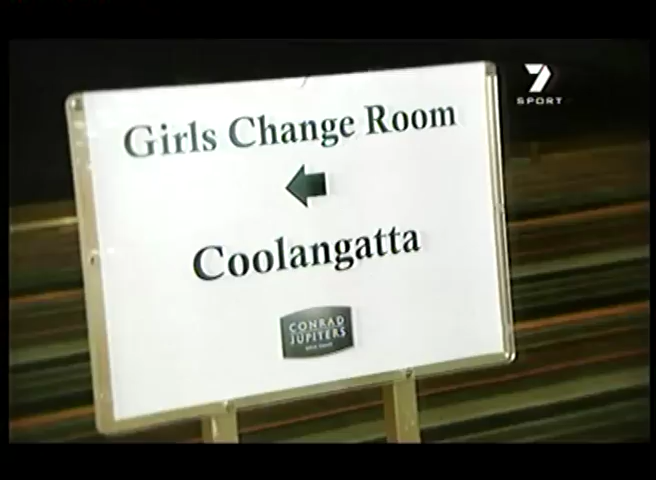 7
SPORT
Girls Change Room
Coolangatta
CONRAD
JUPITERS